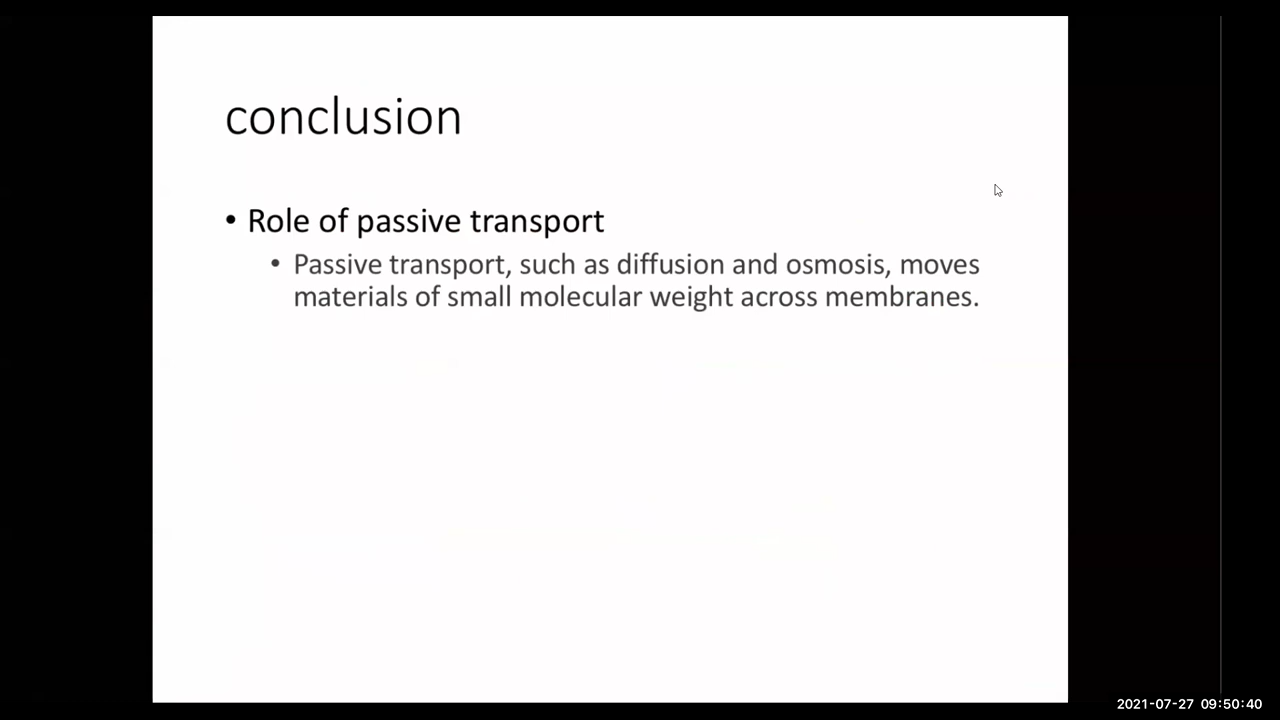 conclusion
• Role of passive transport
• Passive transport, such as diffusion and osmosis, moves
materials of small molecular weight across membranes.
2021-07-27 09:50:40